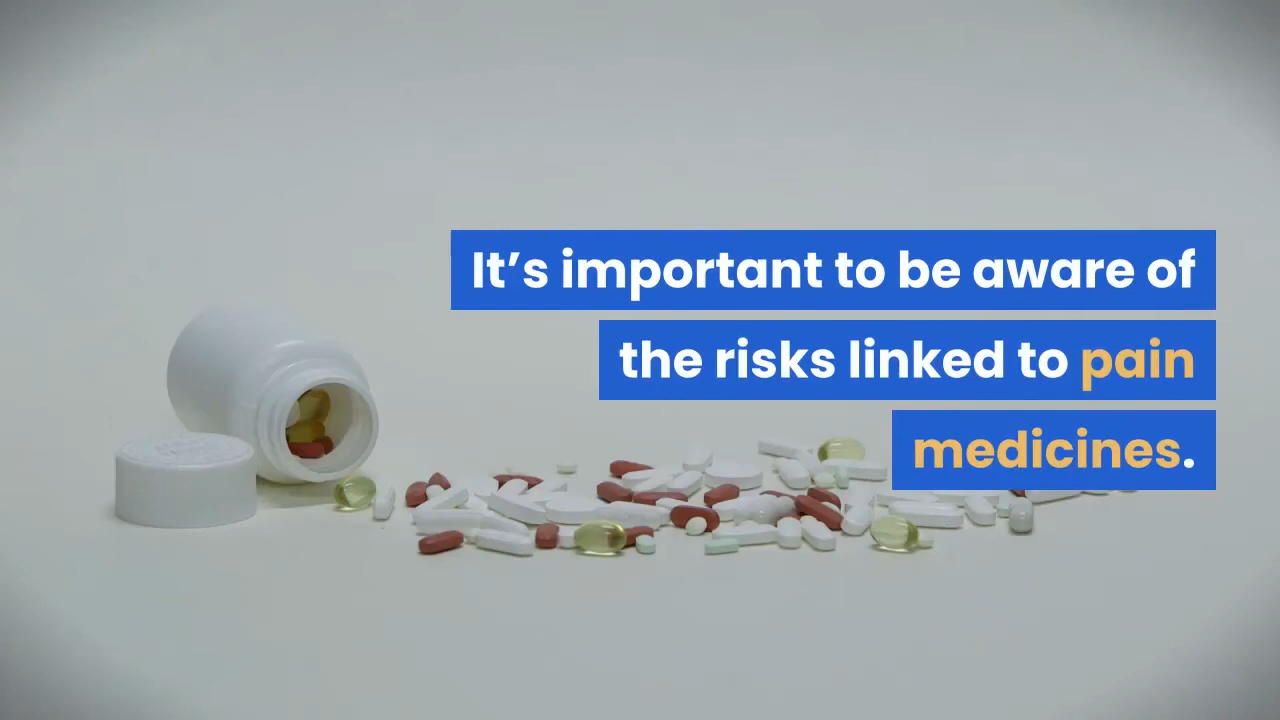 It’s important to be aware of
the risks linked to pain
medicines.